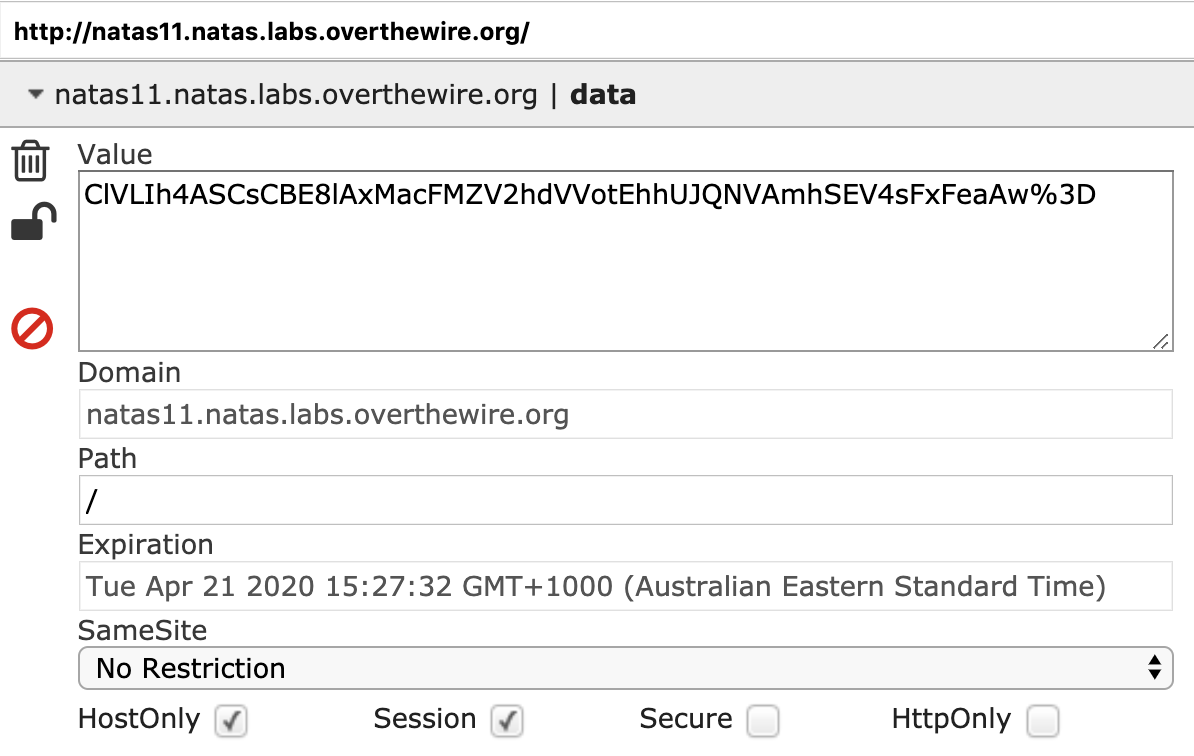 http://natas11.natas.labs.overthewire.org/
natas11.natas.labs.overthewire.org | data
Value
ClVLIh4ASCsCBE8lAxMacFMZV2hdVVotEhhUJQNVAmhSEV4sFxFeaAw%3D
Domain
natas11.natas.labs.overthewire.org
Path
/
Expiration
Tue Apr 21 2020 15:27:32 GMT+1000 (Australian Eastern Standard Time)
SameSite
No Restriction
HostOnly Session Secure HttpOnly